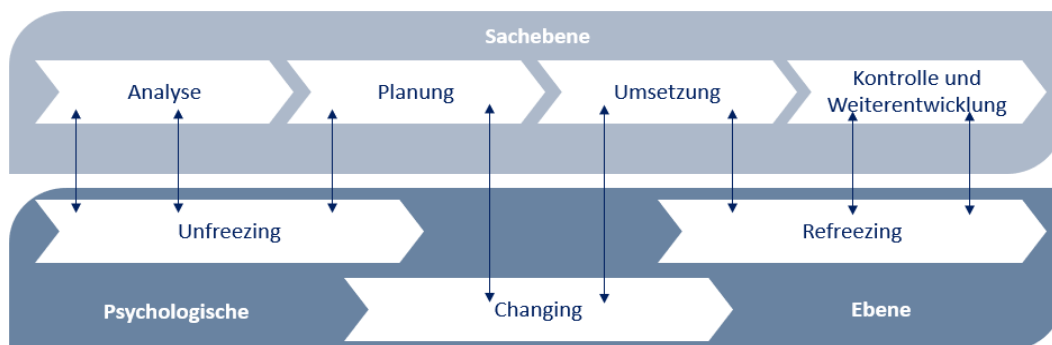 Sachebene
Analyse
Planung
Umsetzung
Kontrolle und
Weiterentwicklung
Unfreezing
Refreezing
Psychologische
Changing
Ebene